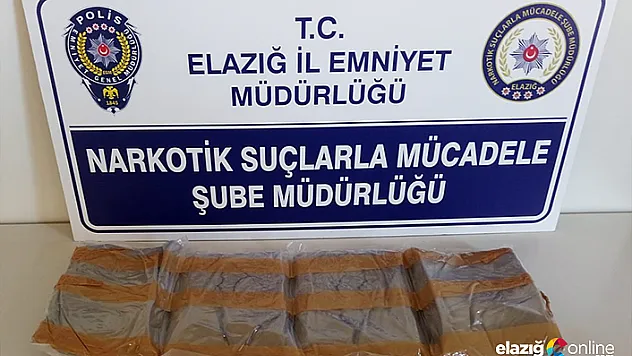 POLİS
EMNİYET GENEL MÜDÜRLÜĞÜ
1845
T.C.
ELAZIĞ İL EMNİYET
MÜDÜRLÜĞÜ
NARKOTİK SUÇLARLA MÜCADELE ŞUBE MÜDÜRLÜĞÜ
ELAZIĞ
NARKOTİK SUÇLARLA MÜCADELE
ŞUBE MÜDÜRLÜĞÜ
elazığ online